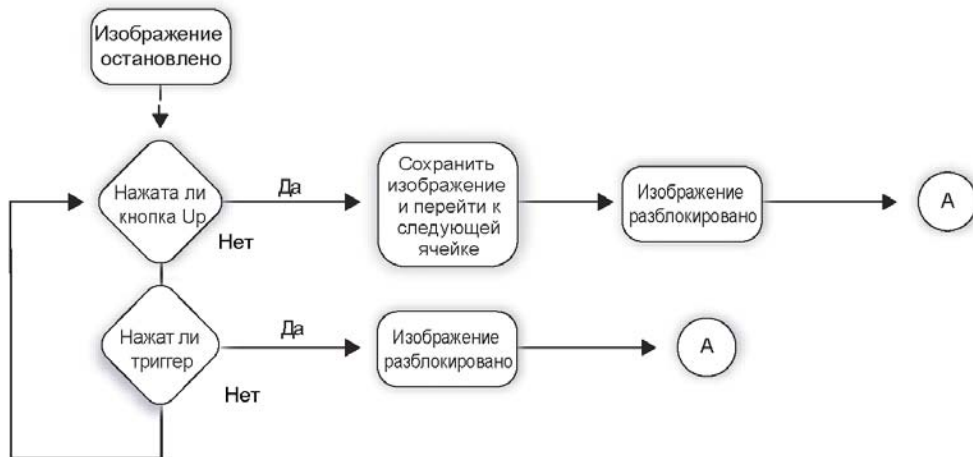 Изображение
остановлено
Нажата ли
кнопка Up
Да
Нет
Сохранить
изображение
и перейти к
следующей
ячейке
Изображение
разблокировано
А
Нажат ли
триггер
Да
Нет
Изображение
разблокировано
А